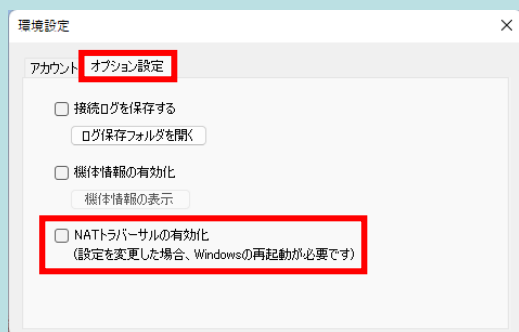 環境設定
アカウント オプション設定
接続ログを保存する
ログ保存フォルダを開く
機体情報の有効化
機体情報の表示
NATトラバーサルの有効化
(設定を変更した場合、Windowsの再起動が必要です)